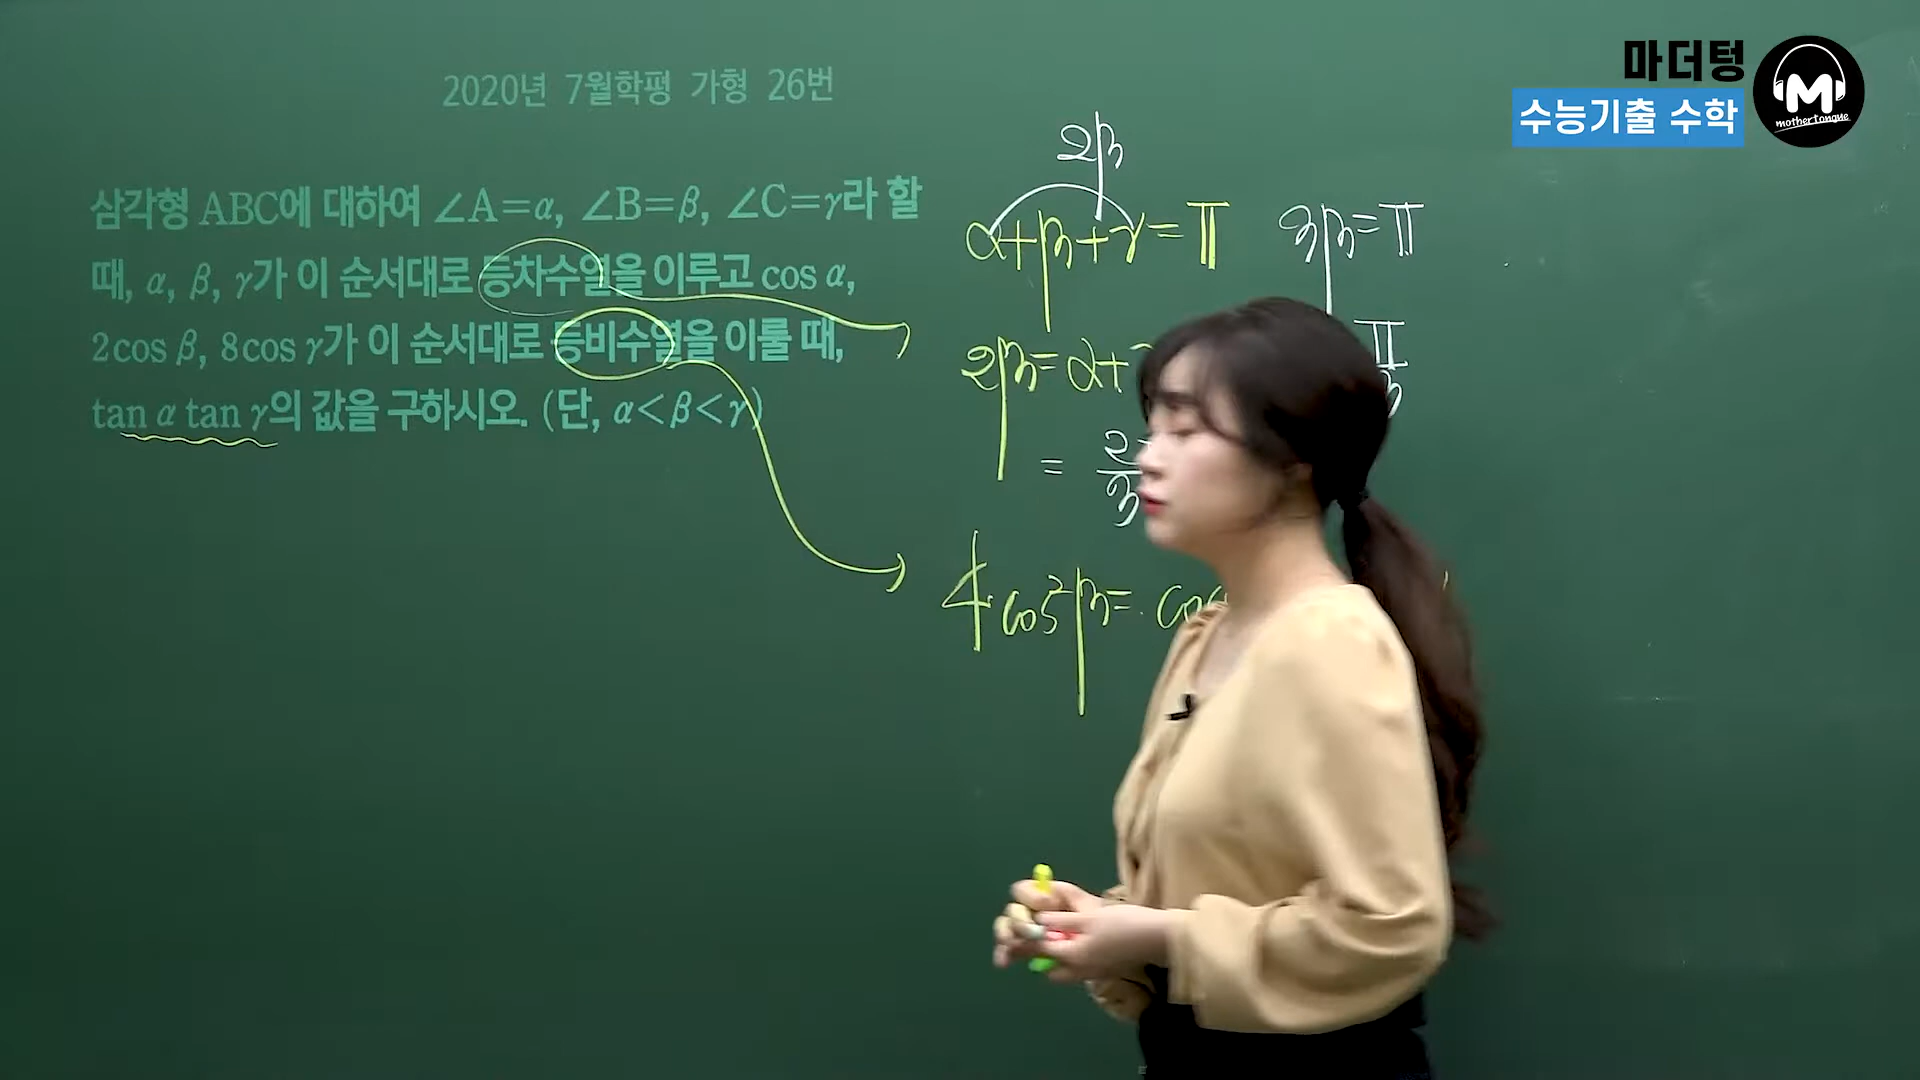 마더텅
수능기출 수학
M
mothertongue
2020년 7월학평 가형 26번
삼각형 ABC에 대하여 ∠A=α, ∠B=β, ∠C=γ라 할
때, α, β, γ가 이 순서대로 등차수열을 이루고 cos α,
2cos β, 8cos γ가 이 순서대로 등비수열을 이룰 때,
tan α tan γ의 값을 구하시오. (단, α<β<γ)
2β
α+β+γ=π
3β=π
2β=α+
π
3
= 2
3
4cos²β=cos